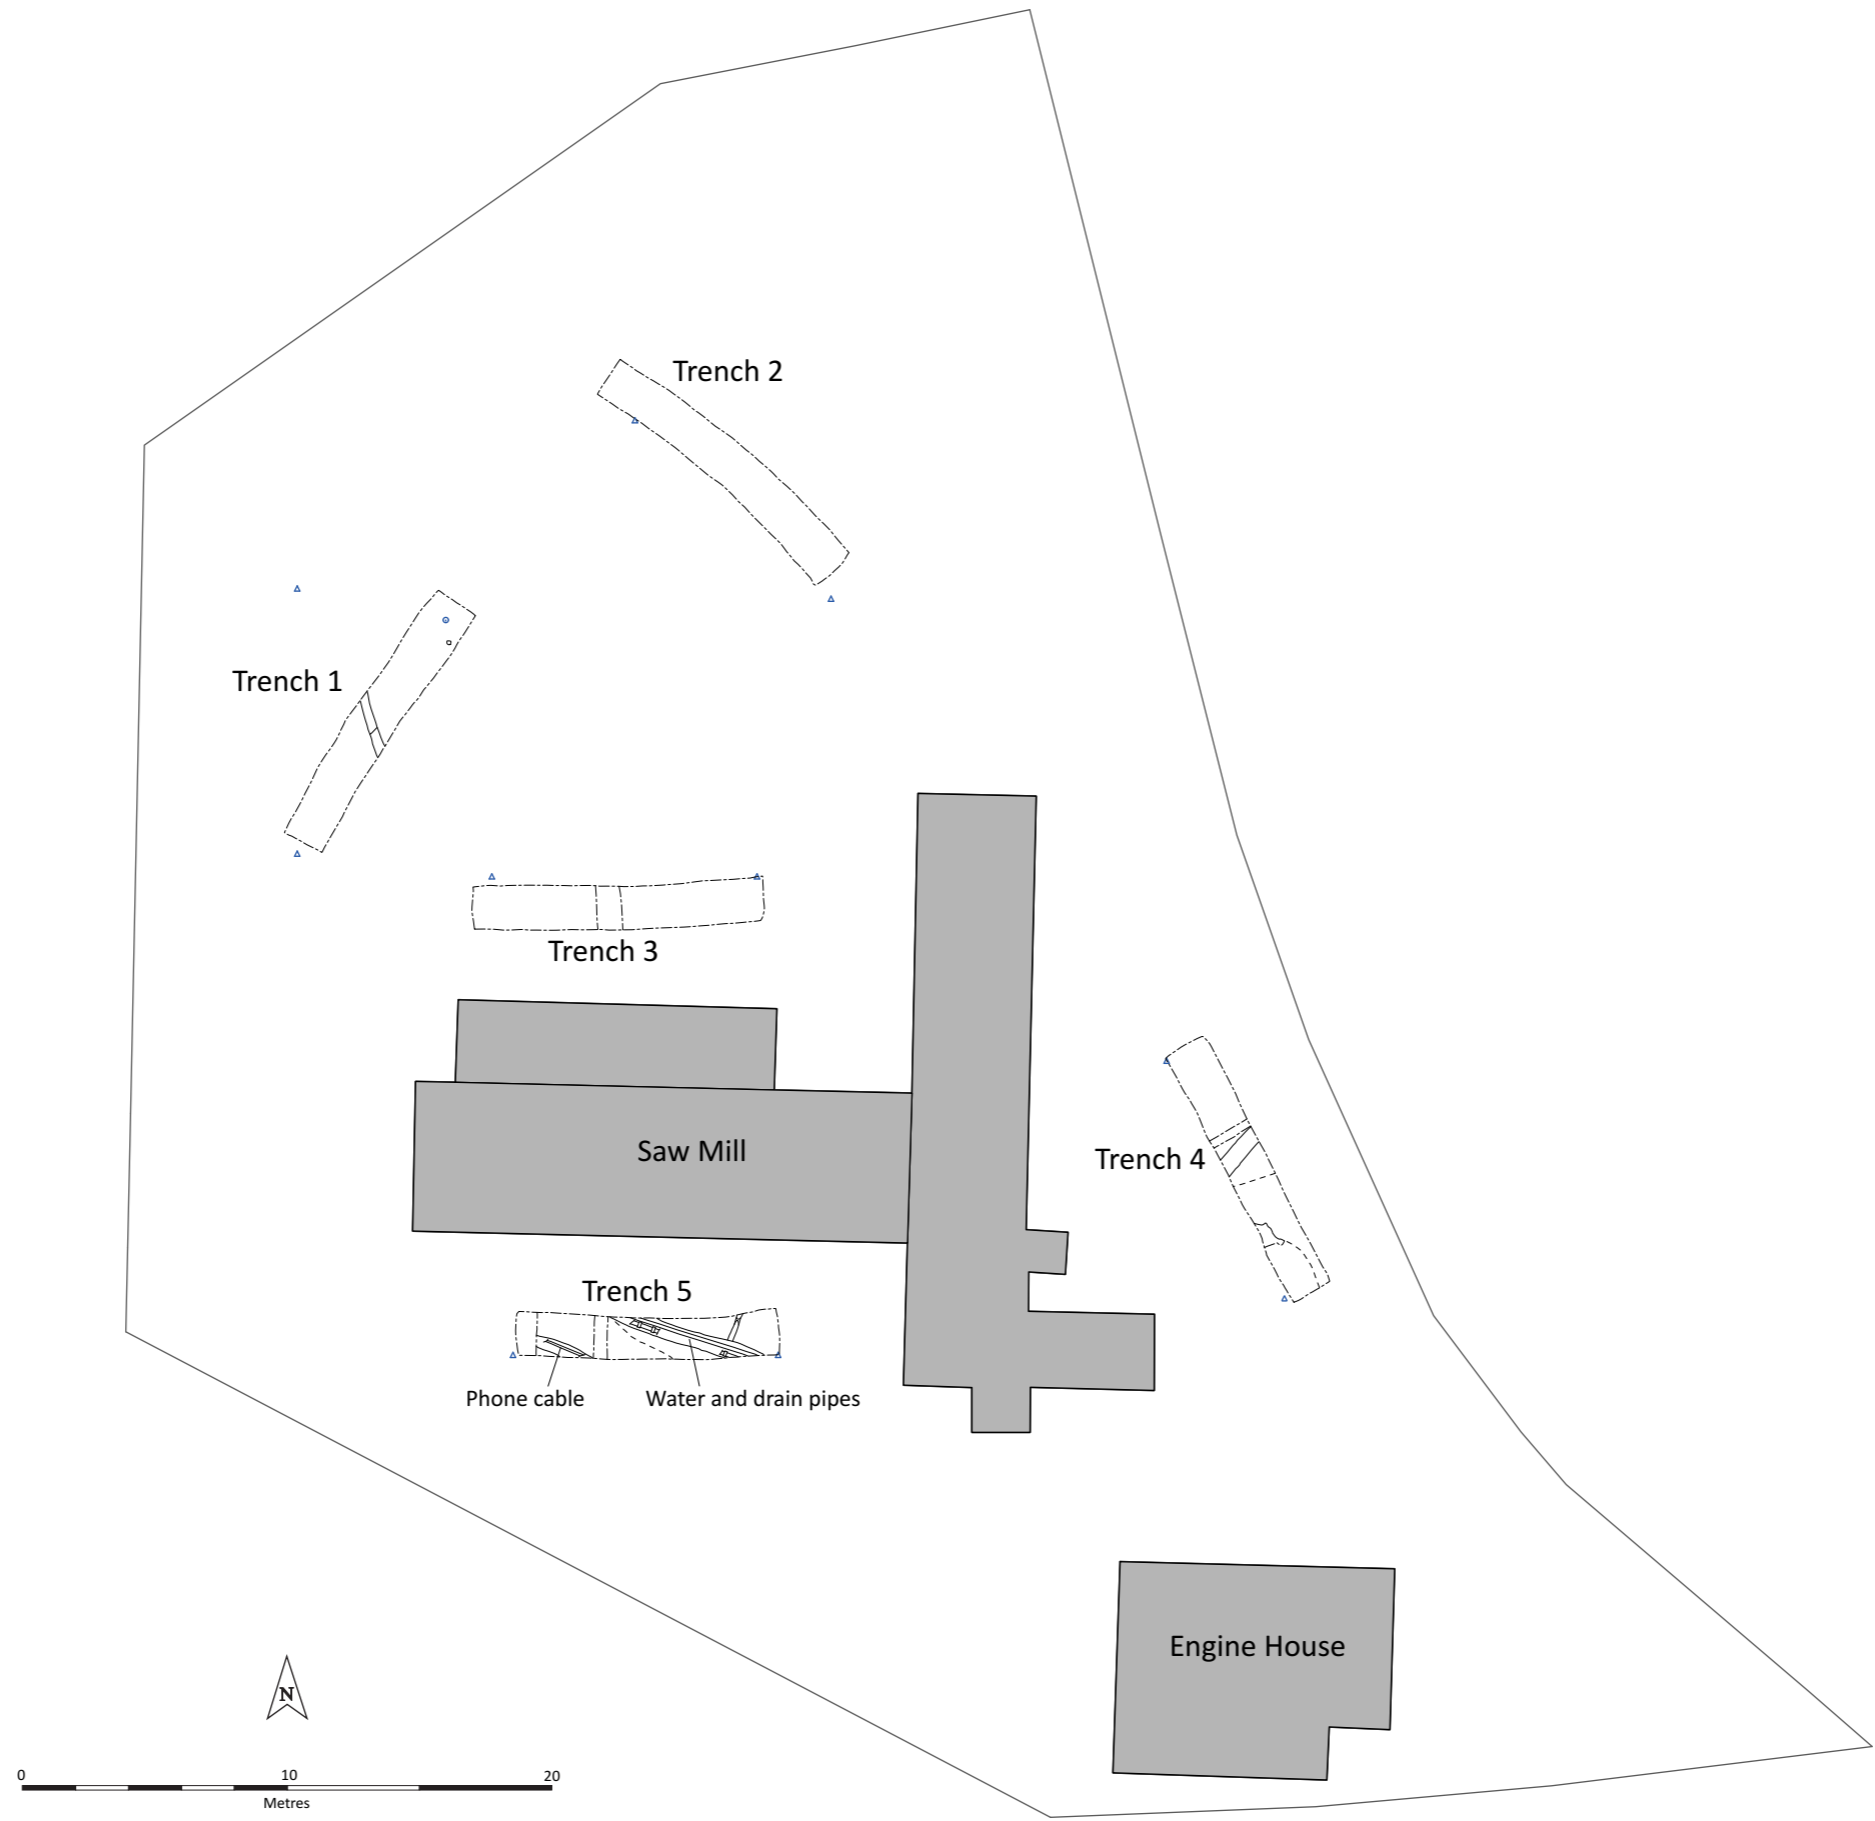 Trench 2
Trench 1
Trench 3
Saw Mill
Trench 4
Trench 5
Phone cable
Water and drain pipes
Engine House
N
0 10 20
Metres